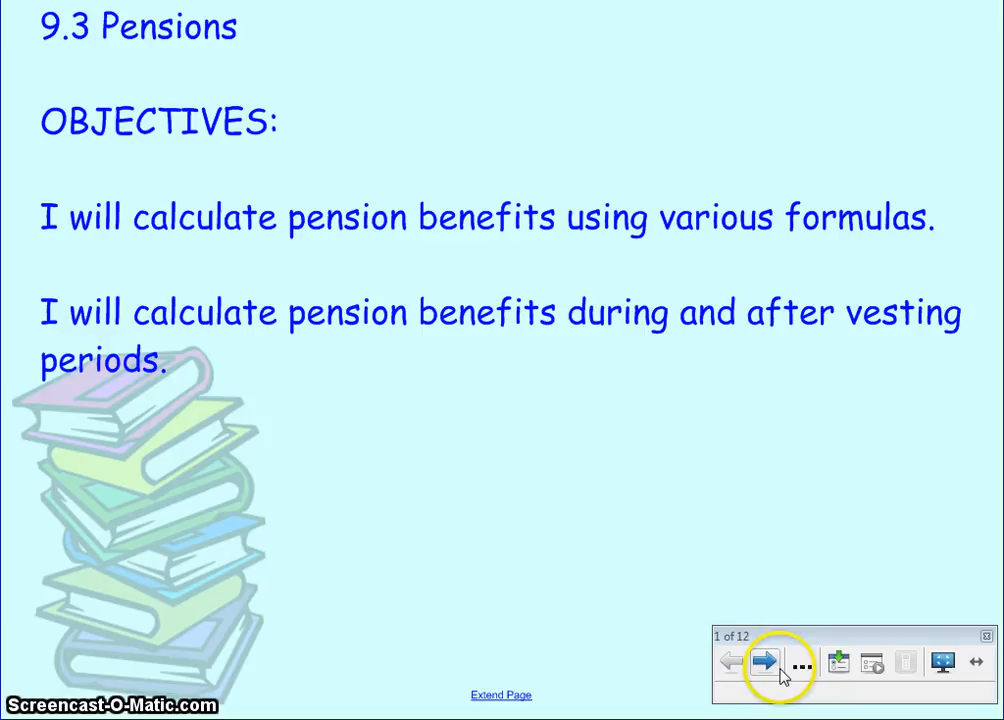 9.3 Pensions
OBJECTIVES:
I will calculate pension benefits using various formulas.
I will calculate pension benefits during and after vesting
periods.
1 of 12
Extend Page
Screencast-O-Matic.com